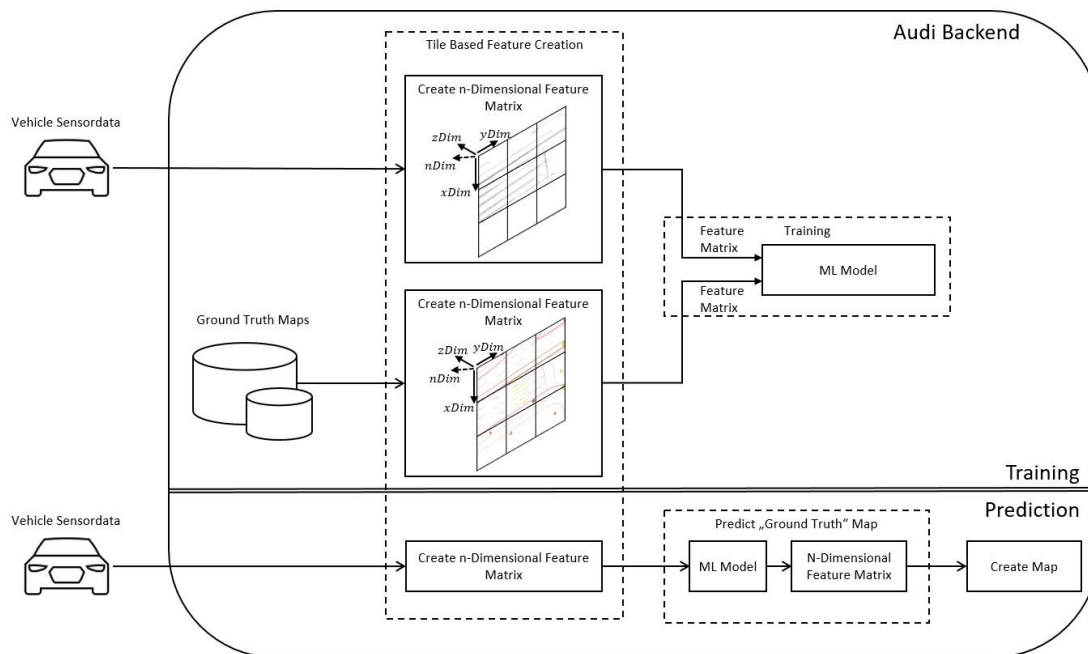 Audi Backend
Tile Based Feature Creation
Create n-Dimensional Feature
Matrix
zDim
yDim
nDim
xDim
Vehicle Sensordata
Feature
Matrix
Training
ML Model
Feature
Matrix
Ground Truth Maps
Create n-Dimensional Feature
Matrix
zDim
yDim
nDim
xDim
Training
Prediction
Vehicle Sensordata
Create n-Dimensional Feature
Matrix
Predict „Ground Truth“ Map
ML Model
N-Dimensional
Feature Matrix
Create Map